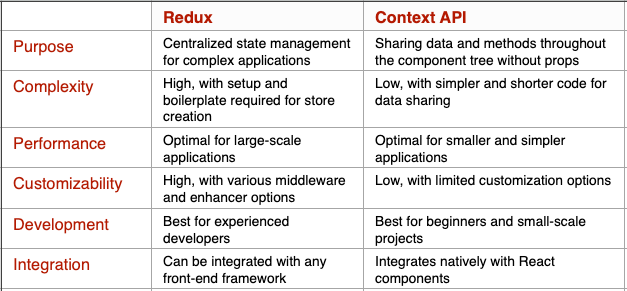 Redux Context API
Purpose Centralized state management Sharing data and methods throughout
for complex applications the component tree without props
Complexity High, with setup and Low, with simpler and shorter code for
boilerplate required for store data sharing
creation
Performance Optimal for large-scale Optimal for smaller and simpler
applications applications
Customizability High, with various middleware Low, with limited customization options
and enhancer options
Development Best for experienced Best for beginners and small-scale
developers projects
Integration Can be integrated with any Integrates natively with React
front-end framework components